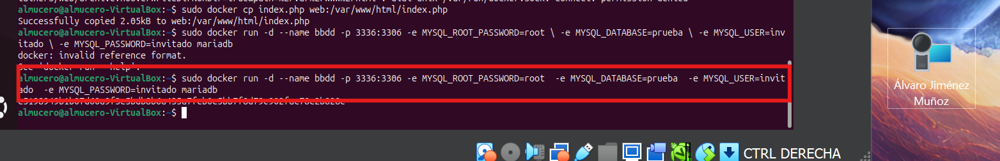 almucero@almucero-VirtualBox:~$ sudo docker cp index.php web:/var/www/html/index.php
Successfully copied 2.05kB to web:/var/www/html/index.php
almucero@almucero-VirtualBox:~$ sudo docker run -d --name bbdd -p 3336:3306 -e MYSQL_ROOT_PASSWORD=root \ -e MYSQL_DATABASE=prueba \ -e MYSQL_USER=inv
itado \ -e MYSQL_PASSWORD=invitado mariadb
docker: invalid reference format.
See 'docker run --help'.
almucero@almucero-VirtualBox:~$ sudo docker run -d --name bbdd -p 3336:3306 -e MYSQL_ROOT_PASSWORD=root  -e MYSQL_DATABASE=prueba  -e MYSQL_USER=invit
ado  -e MYSQL_PASSWORD=invitado mariadb
almucero@almucero-VirtualBox:~$
Álvaro Jiménez
Muñoz
CTRL DERECHA